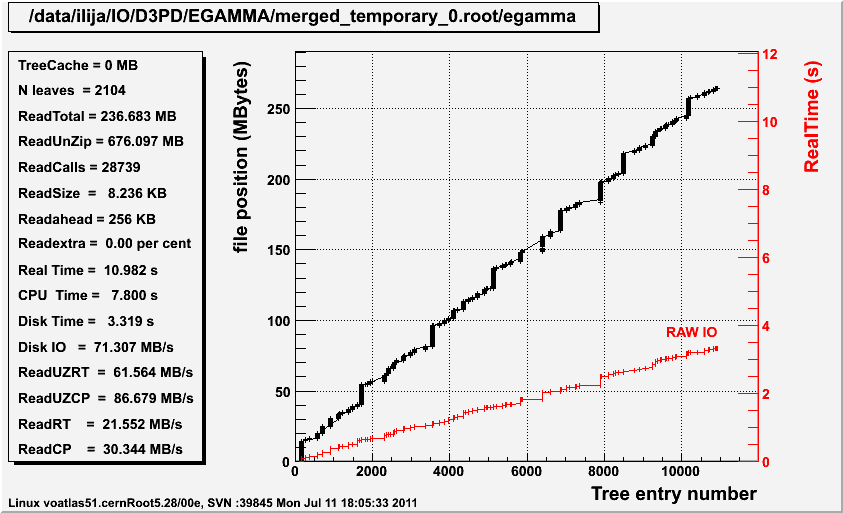 /data/ilija/IO/D3PD/EGAMMA/merged_temporary_0.root/egamma
TreeCache = 0 MB
N leaves = 2104
ReadTotal = 236.683 MB
ReadUnZip = 676.097 MB
ReadCalls = 28739
ReadSize = 8.236 KB
Readahead = 256 KB
Readextra = 0.00 per cent
Real Time = 10.982 s
CPU Time = 7.800 s
Disk Time = 3.319 s
Disk IO = 71.307 MB/s
ReadUZRT = 61.564 MB/s
ReadUZCP = 86.679 MB/s
ReadRT = 21.552 MB/s
ReadCP = 30.344 MB/s
file position (MBytes)
250
200
150
100
50
0
0 2000 4000 6000 8000 10000
Tree entry number
RAW IO
12
10
8
6
4
2
0
RealTime (s)
Linux voatlas51.cernRoot5.28/00e, SVN :39845 Mon Jul 11 18:05:33 2011